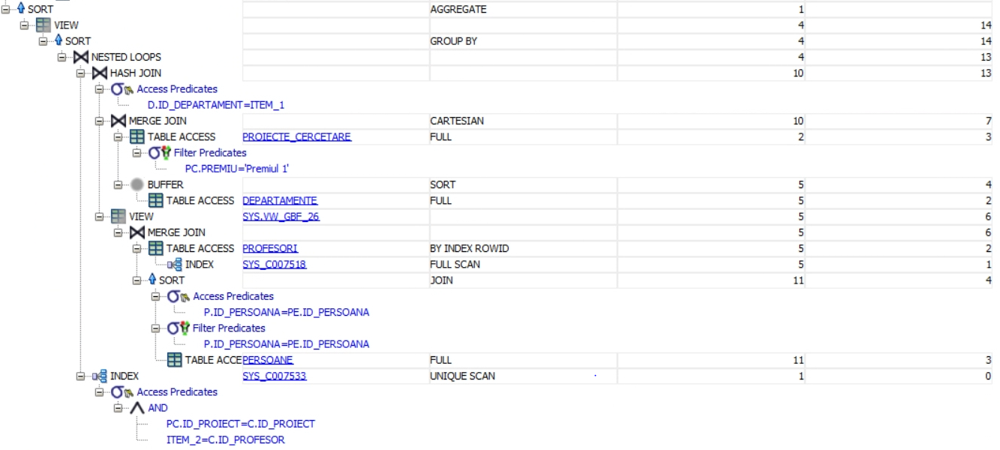 SORT AGGREGATE 1
VIEW 4 14
SORT GROUP BY 4 14
NESTED LOOPS 4 13
HASH JOIN 10 13
Access Predicates
D.ID_DEPARTAMENT=ITEM_1
MERGE JOIN CARTESIAN 10 7
TABLE ACCESS PROIECTE_CERCETARE FULL 2 3
Filter Predicates
PC.PREMIU='Premiul 1'
BUFFER SORT 5 4
TABLE ACCESS DEPARTAMENTE FULL 5 2
VIEW SYS.VW_GBF_26 5 6
MERGE JOIN 5 6
TABLE ACCESS PROFESORI BY INDEX ROWID 5 2
INDEX SYS_C007518 FULL SCAN 5 1
SORT JOIN 11 4
Access Predicates
P.ID_PERSOANA=PE.ID_PERSOANA
Filter Predicates
P.ID_PERSOANA=PE.ID_PERSOANA
TABLE ACCE PERSOANE FULL 11 3
INDEX SYS_C007533 UNIQUE SCAN 1 0
Access Predicates
AND
PC.ID_PROIECT=C.ID_PROIECT
ITEM_2=C.ID_PROFESOR